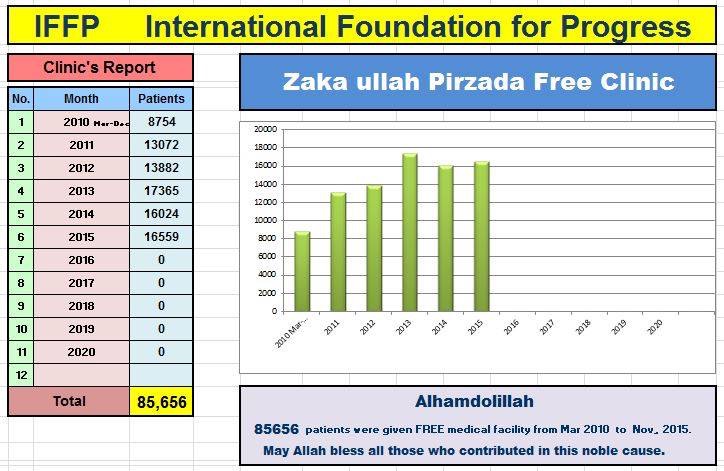 IFFP International Foundation for Progress
Clinic's Report
Zaka ullah Pirzada Free Clinic
No. Month Patients
1 2010 Mar-Dec 8754
2 2011 13072
3 2012 13882
4 2013 17365
5 2014 16024
6 2015 16559
7 2016 0
8 2017 0
9 2018 0
10 2019 0
11 2020 0
12
Total 85,656
20000
18000
16000
14000
12000
10000
8000
6000
4000
2000
0
2010 Mar-...
2011
2012
2013
2014
2015
2016
2017
2018
2019
2020
Alhamdolillah
85656 patients were given FREE medical facility from Mar 2010 to Nov,, 2015.
May Allah bless all those who contributed in this noble cause.